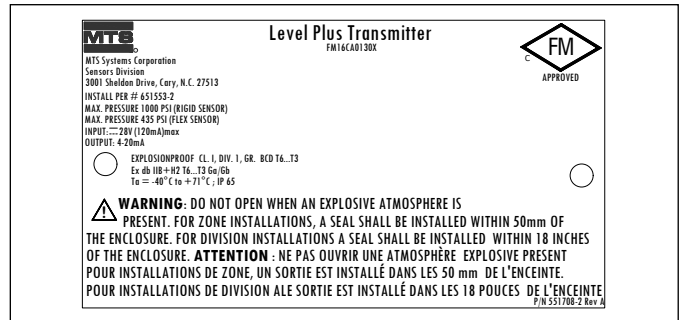 MTS
Level Plus Transmitter
FM16CA0130X
C FM
APPROVED
MTS Systems Corporation
Sensors Division
3001 Sheldon Drive, Cary, N.C. 27513
INSTALL PER # 651553-2
MAX. PRESSURE 1000 PSI (RIGID SENSOR)
MAX. PRESSURE 435 PSI (FLEX SENSOR)
INPUT: ⎓ 28V (120mA)max
OUTPUT: 4-20mA
EXPLOSIONPROOF CL. I, DIV. 1, GR. BCD T6...T3
Ex db IIB+H2 T6...T3 Ga/Gb
Ta = -40°C to +71°C ; IP 65
WARNING: DO NOT OPEN WHEN AN EXPLOSIVE ATMOSPHERE IS
PRESENT. FOR ZONE INSTALLATIONS, A SEAL SHALL BE INSTALLED WITHIN 50mm OF
THE ENCLOSURE. FOR DIVISION INSTALLATIONS A SEAL SHALL BE INSTALLED WITHIN 18 INCHES
OF THE ENCLOSURE. ATTENTION : NE PAS OUVRIR UNE ATMOSPHÈRE EXPLOSIVE PRESENT
POUR INSTALLATIONS DE ZONE, UN SORTIE EST INSTALLÉ DANS LES 50 mm DE L'ENCEINTE.
POUR INSTALLATIONS DE DIVISION ALE SORTIE EST INSTALLÉ DANS LES 18 POUCES DE L'ENCEINTE
P/N 551708-2 Rev A